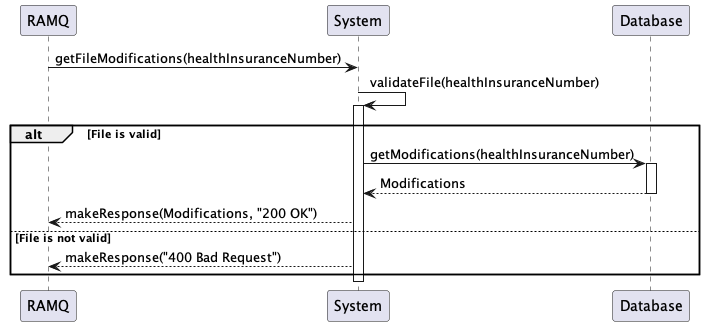 RAMQ System Database
getFileModifications(healthInsuranceNumber)
validateFile(healthInsuranceNumber)
alt [File is valid]
getModifications(healthInsuranceNumber)
Modifications
makeResponse(Modifications, "200 OK")
[File is not valid]
makeResponse("400 Bad Request")
RAMQ System Database